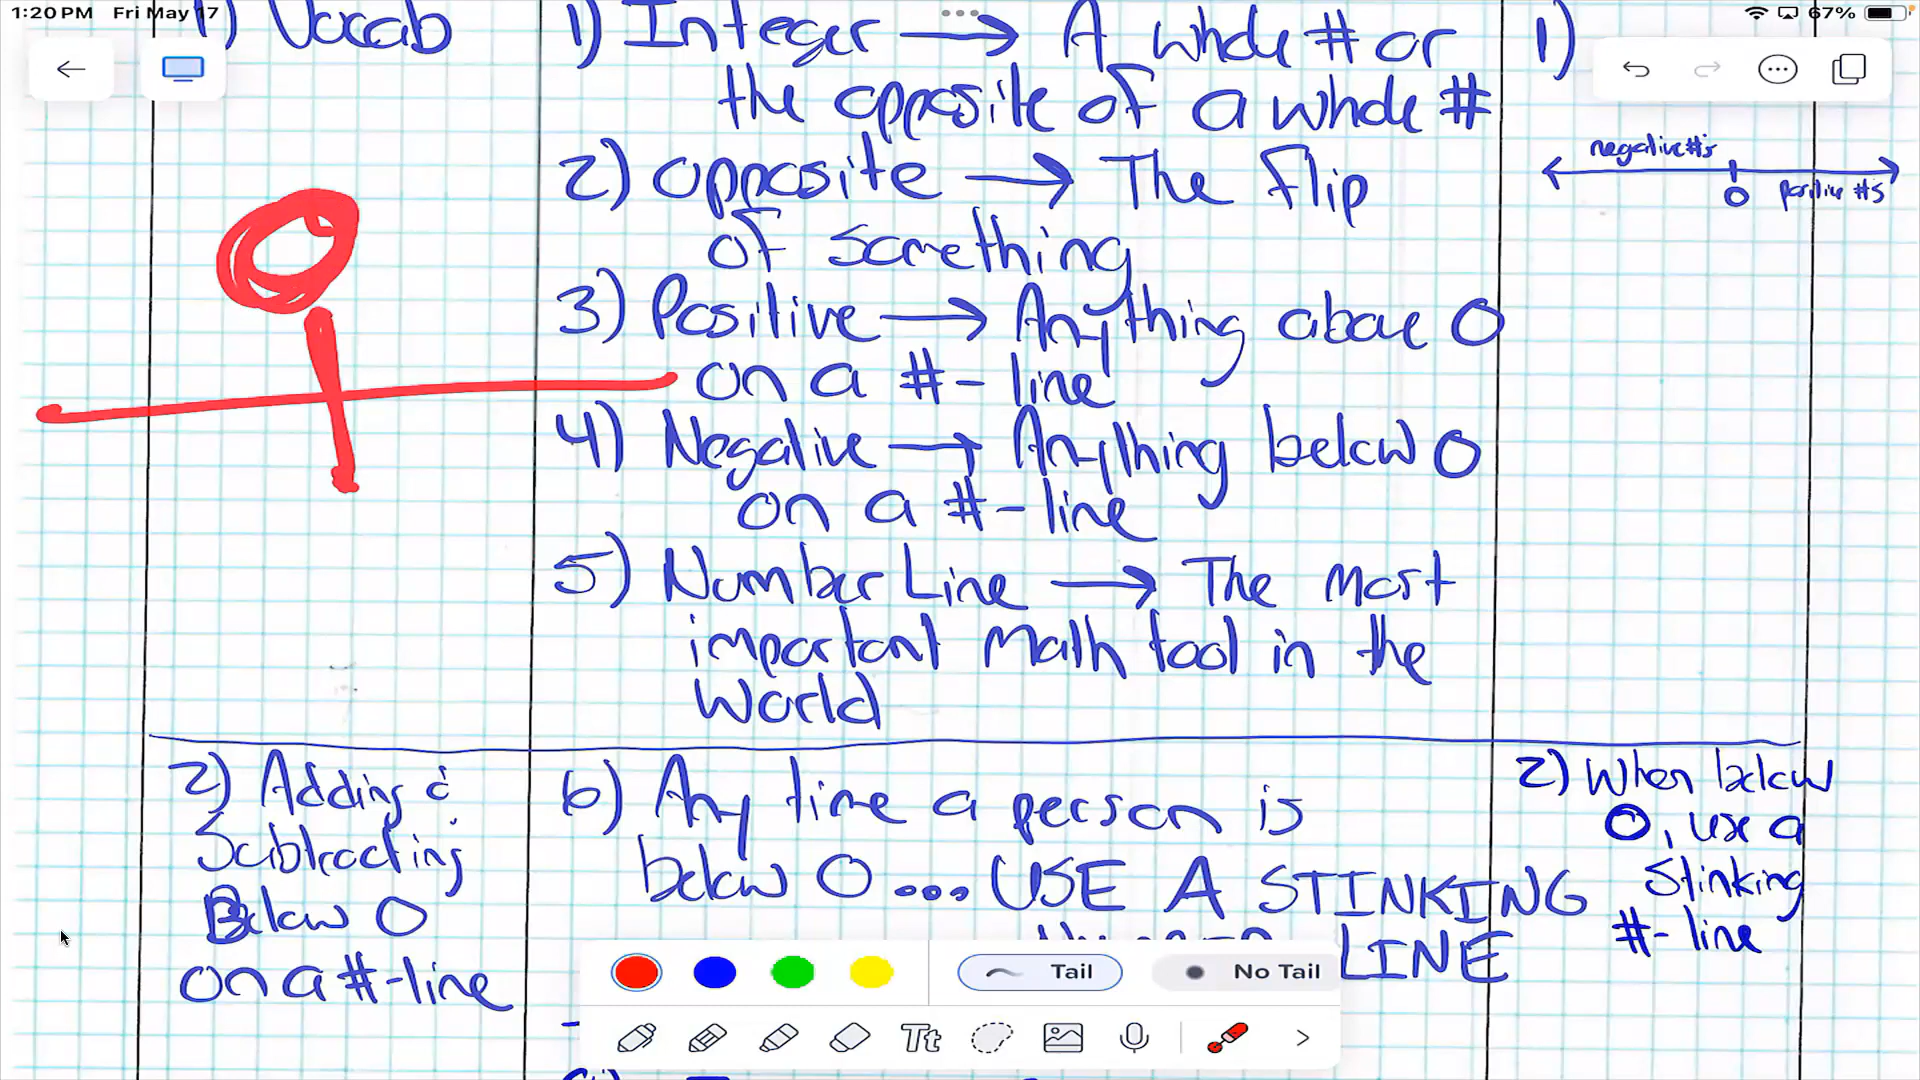 1:20 PM Fri May 17
67%
1) Vocab
1) Integer → A whole # or
the opposite of a whole #
2) Opposite → The flip
of something
3) Positive → Anything above 0
on a #-line
4) Negative → Anything below 0
on a #-line
5) Number Line → The most
important math tool in the
world
1)
negative #'s
0 positive #'s
0
2) Adding &
Subtracting
Below 0
on a #-line
6) Any time a person is
below 0 ... USE A STINKING
LINE
2) When below
0, use a
stinking
#-line
Tail
No Tail
Tt